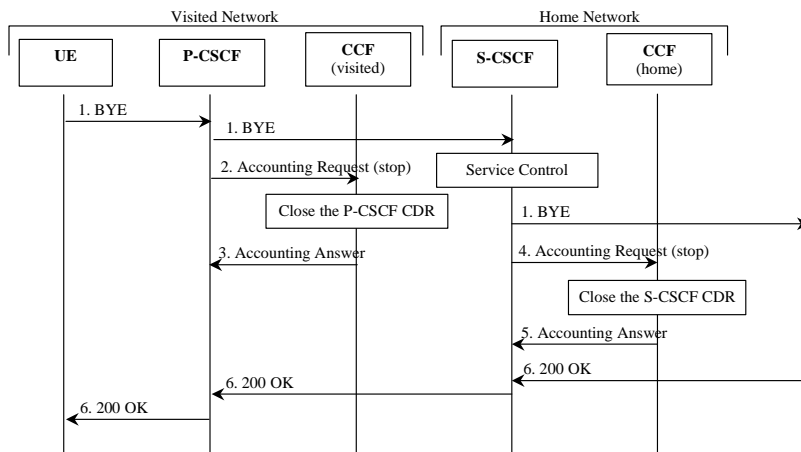 Visited Network
Home Network
UE
P-CSCF
CCF
(visited)
S-CSCF
CCF
(home)
1. BYE
1. BYE
2. Accounting Request (stop)
Service Control
Close the P-CSCF CDR
1. BYE
3. Accounting Answer
4. Accounting Request (stop)
Close the S-CSCF CDR
5. Accounting Answer
6. 200 OK
6. 200 OK
6. 200 OK